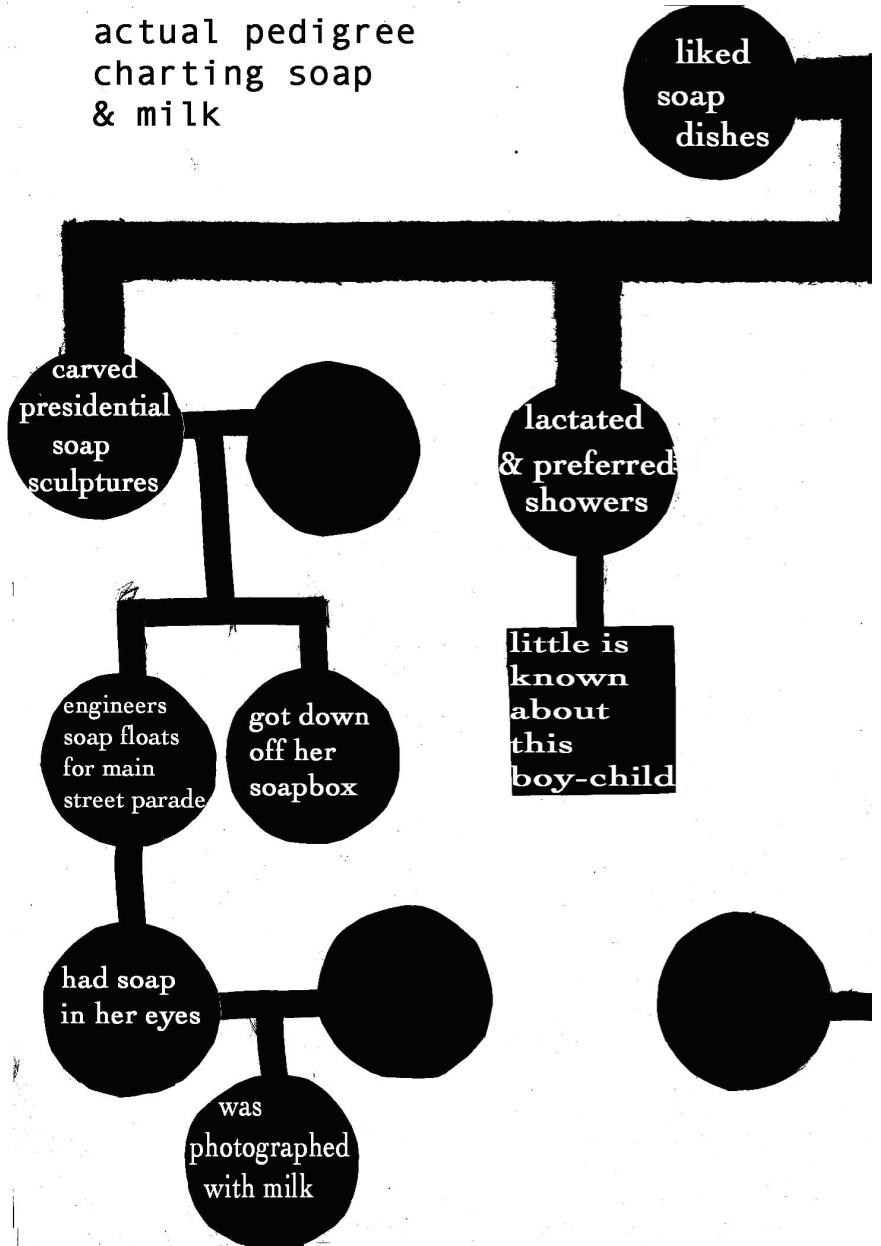 actual pedigree
charting soap
& milk
liked
soap
dishes
carved
presidential
soap
sculptures
lactated
& preferred
showers
little is
known
about
this
boy-child
engineers
soap floats
for main
street parade
got down
off her
soapbox
had soap
in her eyes
was
photographed
with milk